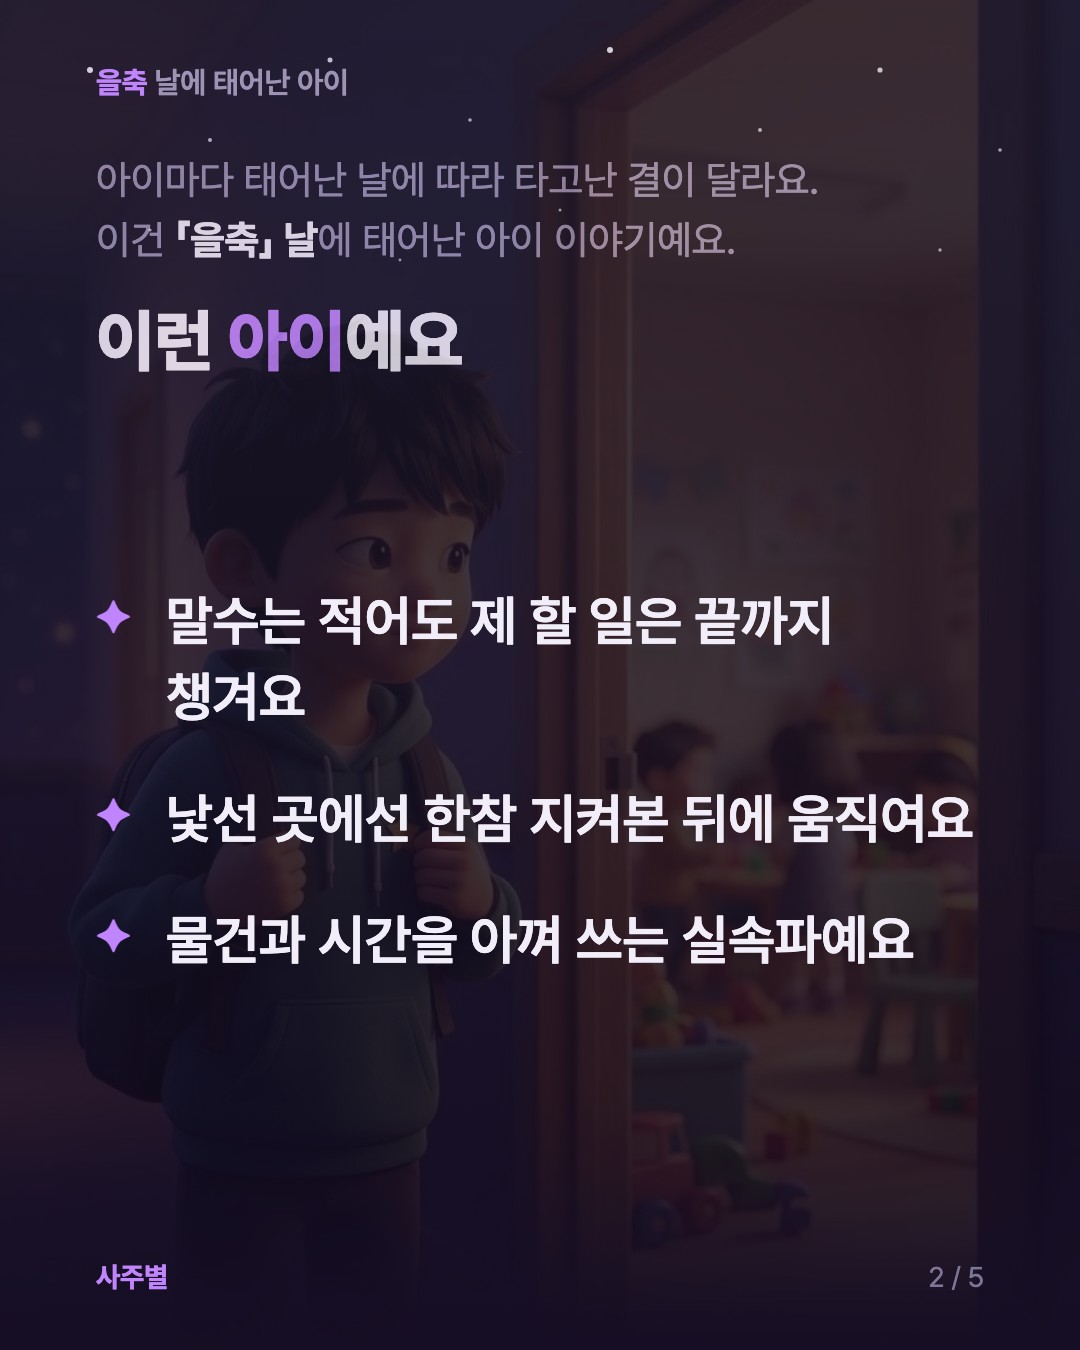 을축 날에 태어난 아이
아이마다 태어난 날에 따라 타고난 결이 달라요.
이건 「을축」 날에 태어난 아이 이야기예요.
이런 아이예요
말수는 적어도 제 할 일은 끝까지
챙겨요
낯선 곳에선 한참 지켜본 뒤에 움직여요
물건과 시간을 아껴 쓰는 실속파예요
사주별
2 / 5